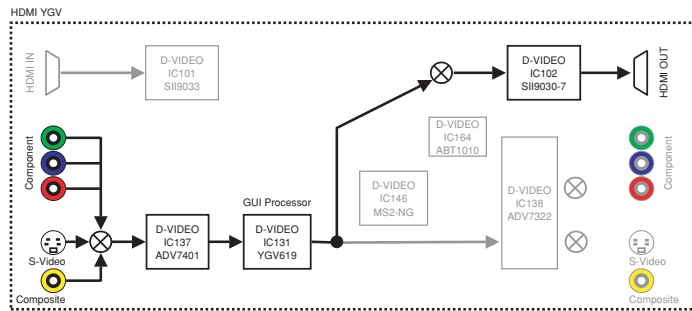 HDMI YGV
HDMI IN
D-VIDEO
IC101
SII9033
D-VIDEO
IC102
SII9030-7
HDMI OUT
Component
D-VIDEO
IC164
ABT1010
D-VIDEO
IC146
MS2-NG
D-VIDEO
IC138
ADV7322
Component
GUI Processor
D-VIDEO
IC137
ADV7401
D-VIDEO
IC131
YGV619
S-Video
Composite
S-Video
Composite